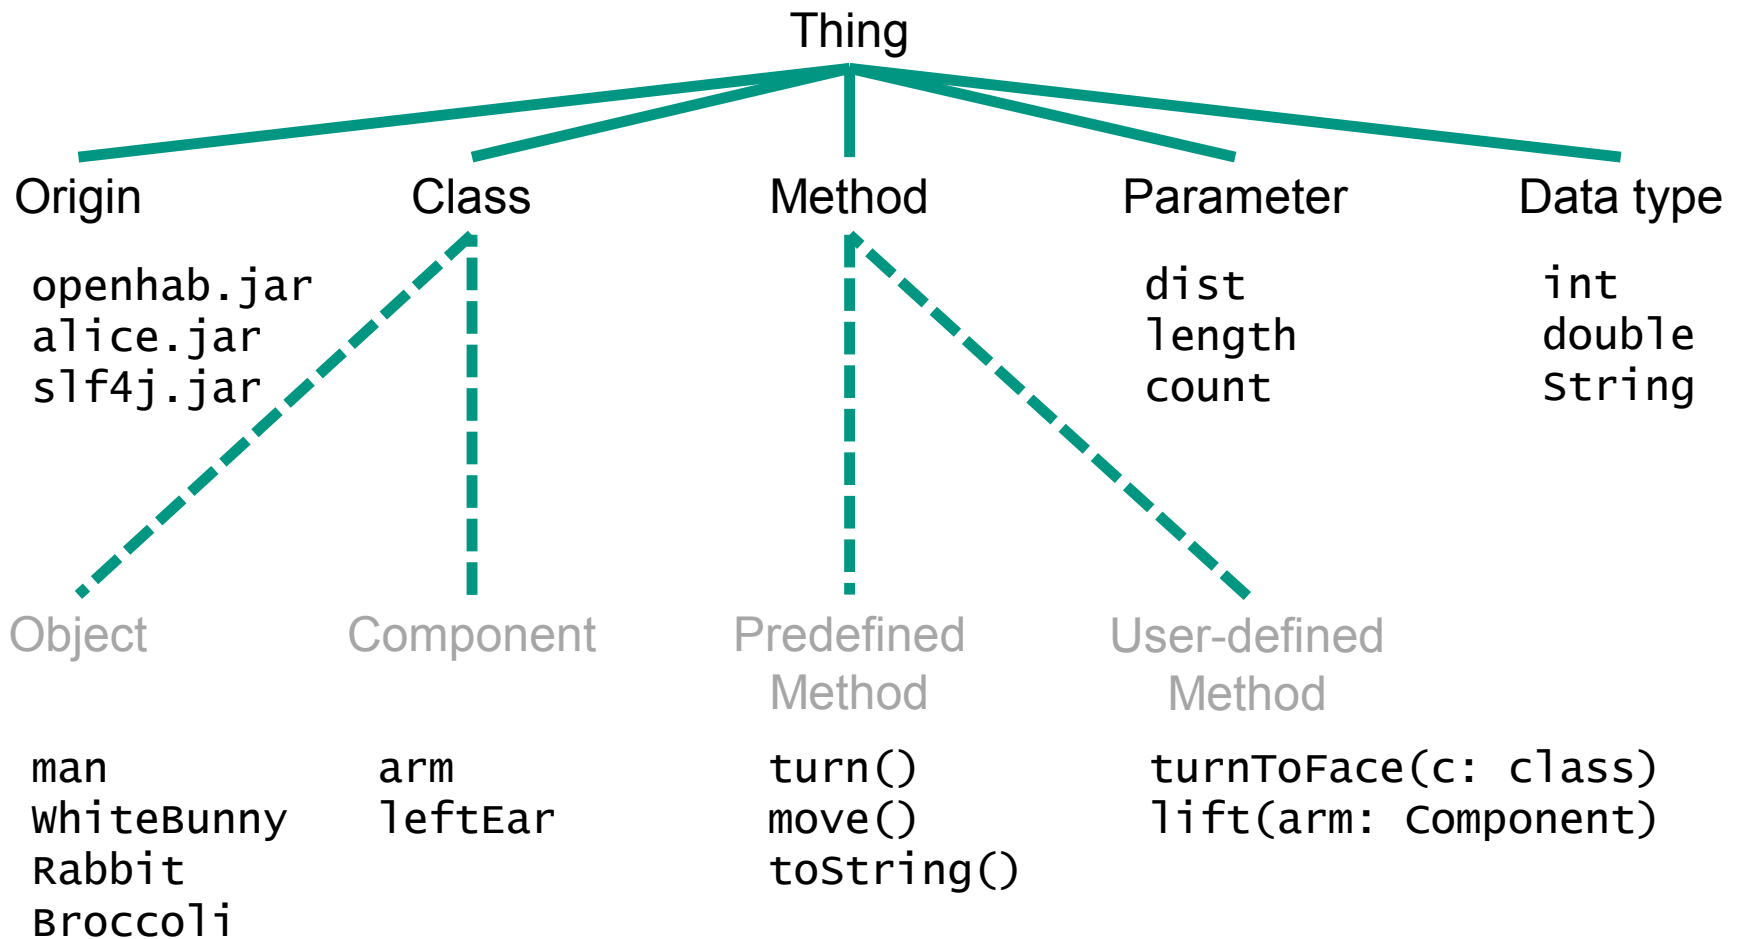 Thing
Origin
Class
Method
Parameter
Data type
openhab.jar
alice.jar
slf4j.jar
dist
length
count
int
double
String
Object
Component
Predefined
Method
User-defined
Method
man
WhiteBunny
Rabbit
Broccoli
arm
leftEar
turn()
move()
toString()
turnToFace(c: class)
lift(arm: Component)